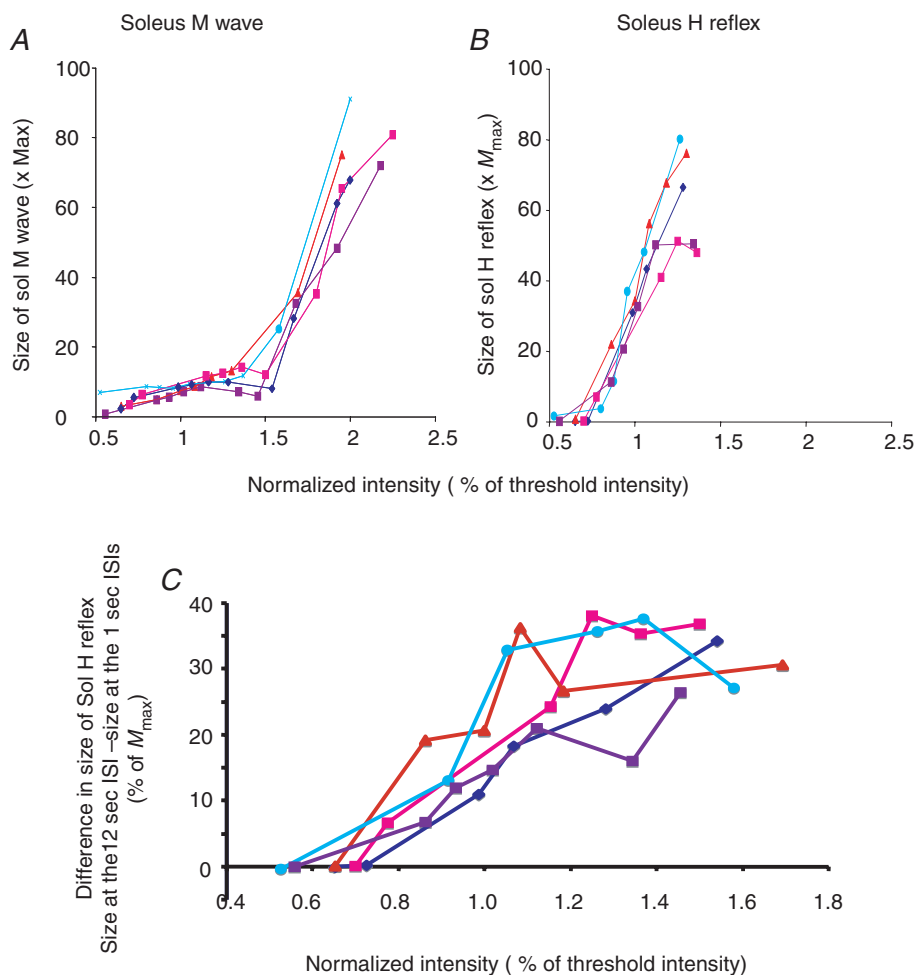 Soleus M wave
Soleus H reflex
A
B
100
80
60
40
20
0
Size of sol M wave (x Max)
0.5
1
1.5
2
2.5
100
80
60
40
20
0
Size of sol H reflex (x Mmax)
0.5
1
1.5
2
2.5
Normalized intensity ( % of threshold intensity)
C
Difference in size of Sol H reflex
Size at the12 sec ISI –size at the 1 sec ISIs
(% of Mmax)
40
30
20
10
0
0.4
0.6
0.8
1.0
1.2
1.4
1.6
1.8
Normalized intensity ( % of threshold intensity)